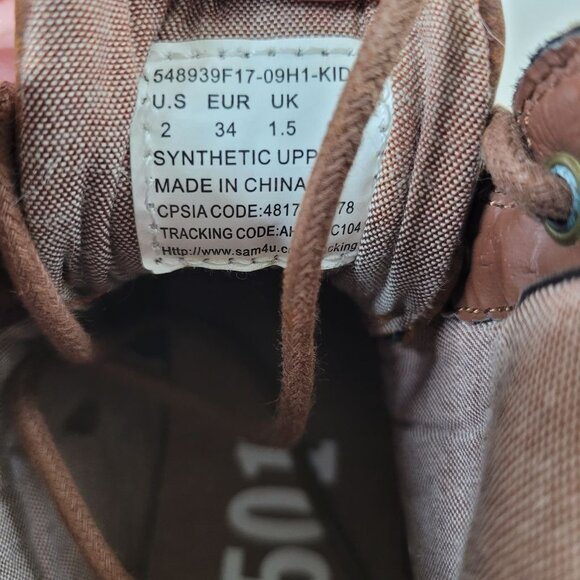 548939F17-09H1-KID
U.S EUR UK
2 34 1.5
SYNTHETIC UPP
MADE IN CHINA
CPSIA CODE:4817 78
TRACKING CODE:AH C104
Http://www.sam4u.c cking
501